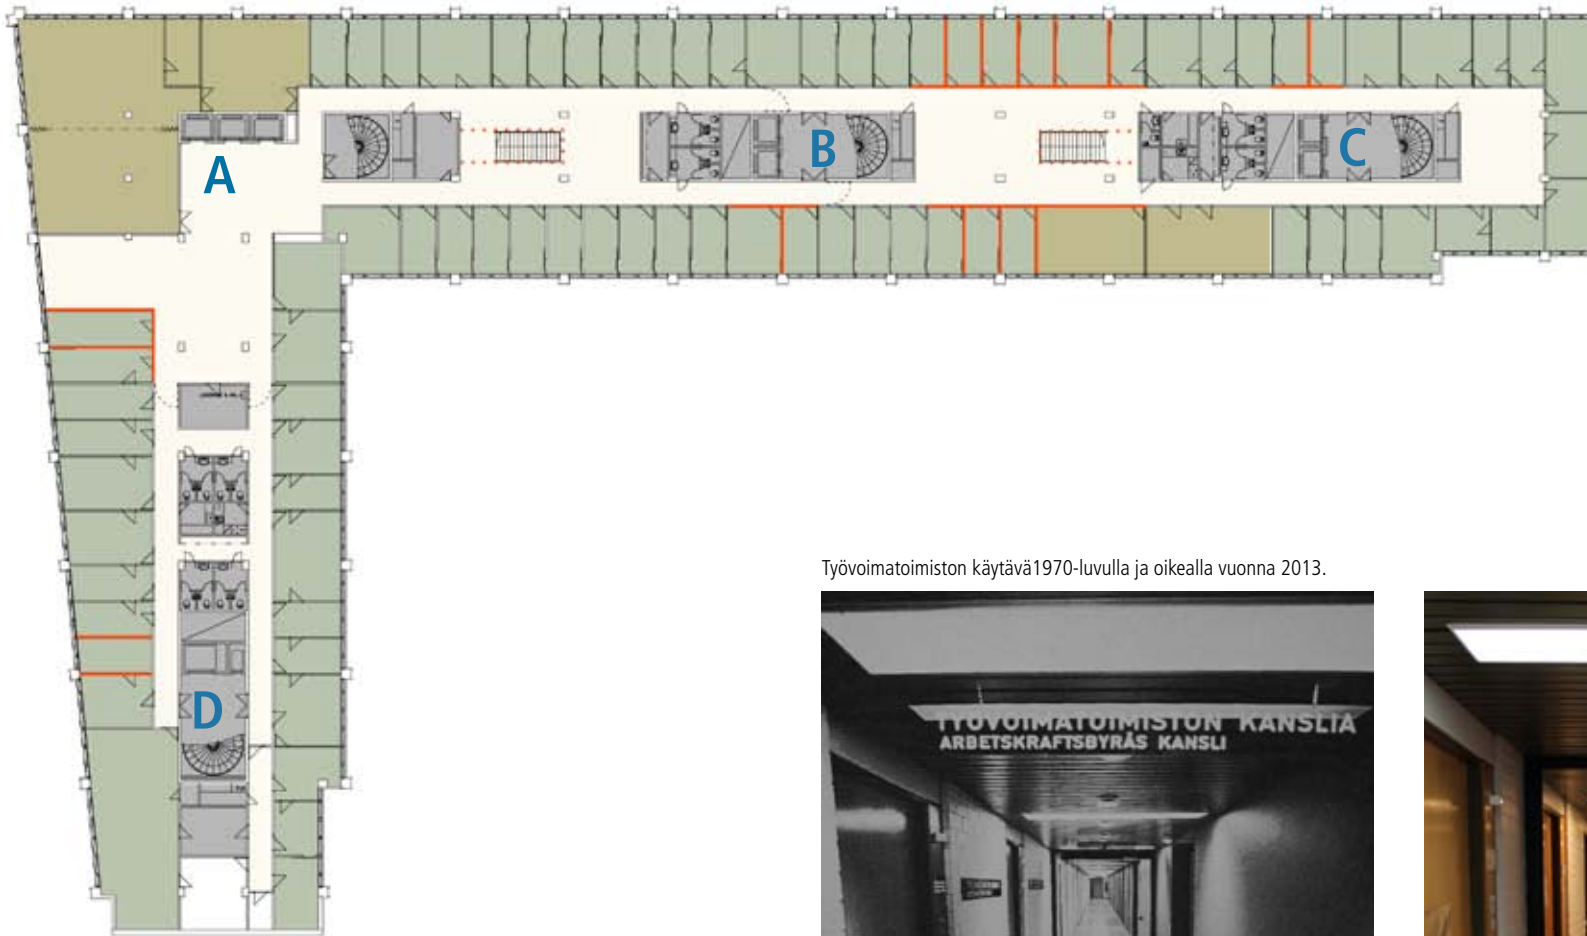 A
B
C
D
Työvoimatoimiston käytävä1970-luvulla ja oikealla vuonna 2013.
TYÖVOIMATOIMISTON KANSLIA
ARBETSKRAFTSBYRÅS KANSLI